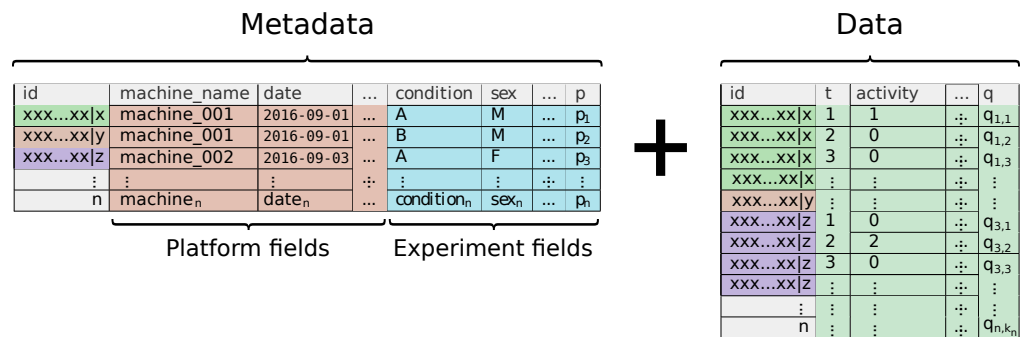 Metadata
Data
id machine_name date ... condition sex ... p
xxx...xx|x machine_001 2016-09-01 ... A M ... p₁
xxx...xx|y machine_001 2016-09-01 ... B M ... p₂
xxx...xx|z machine_002 2016-09-03 ... A F ... p₃
⋮ ⋮ ⋮ ⋰ ⋮ ⋮ ⋰ ⋮
n machineₙ dateₙ ... conditionₙ sexₙ ... pₙ
Platform fields
Experiment fields
+
id t activity ... q
xxx...xx|x 1 1 ⋰ q₁,₁
xxx...xx|x 2 0 ⋰ q₁,₂
xxx...xx|x 3 0 ⋰ q₁,₃
xxx...xx|x ⋮ ⋮ ⋰ ⋮
xxx...xx|y ⋮ ⋮ ⋰ ⋮
xxx...xx|z 1 0 ⋰ q₃,₁
xxx...xx|z 2 2 ⋰ q₃,₂
xxx...xx|z 3 0 ⋰ q₃,₃
xxx...xx|z ⋮ ⋮ ⋰ ⋮
⋮ ⋮ ⋮ ⋰ ⋮
n ⋮ ⋮ ⋰ qₙ,ₖₙ